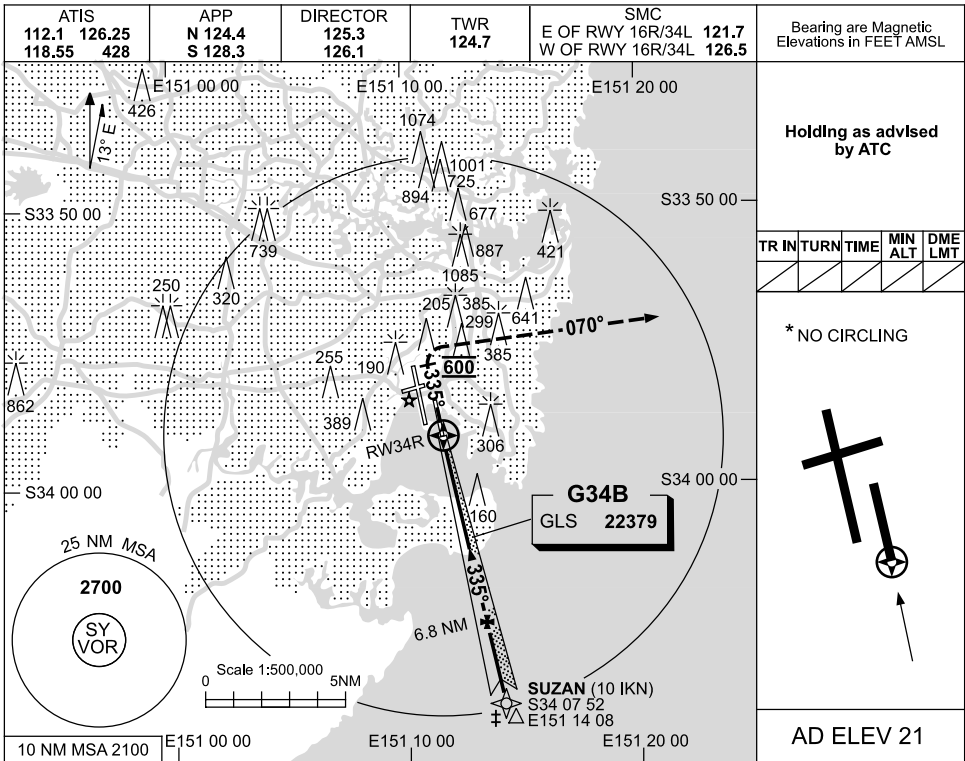 ATIS
112.1 126.25
118.55 428
APP
N 124.4
S 128.3
DIRECTOR
125.3
126.1
TWR
124.7
SMC
E OF RWY 16R/34L 121.7
W OF RWY 16R/34L 126.5
Bearing are Magnetic
Elevations in FEET AMSL
E151 00 00
E151 10 00
E151 20 00
426
13° E
1074
1001
725
894
677
S33 50 00
S33 50 00
739
887
421
1085
320
250
205
385
299
641
070°
385
255
190
600
862
335°
389
306
RW34R
S34 00 00
S34 00 00
160
G34B
GLS 22379
25 NM MSA
2700
SY
VOR
335°
6.8 NM
Scale 1:500,000
0
5NM
SUZAN (10 IKN)
S34 07 52
‡
E151 14 08
10 NM MSA 2100
E151 00 00
E151 10 00
E151 20 00
Holding as advised
by ATC
TR IN TURN TIME MIN ALT DME LMT
* NO CIRCLING
AD ELEV 21